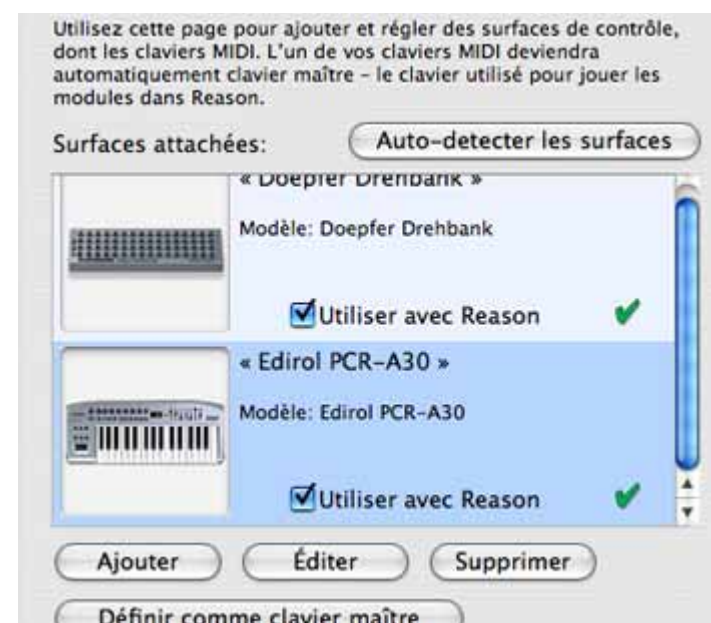 Utilisez cette page pour ajouter et régler des surfaces de contrôle,
dont les claviers MIDI. L'un de vos claviers MIDI deviendra
automatiquement clavier maître – le clavier utilisé pour jouer les
modules dans Reason.
Surfaces attachées:
Auto-detecter les surfaces
« Doepfer Drehbank »
Modèle: Doepfer Drehbank
Utiliser avec Reason
« Edirol PCR-A30 »
Modèle: Edirol PCR-A30
Utiliser avec Reason
Ajouter
Éditer
Supprimer
Définir comme clavier maître